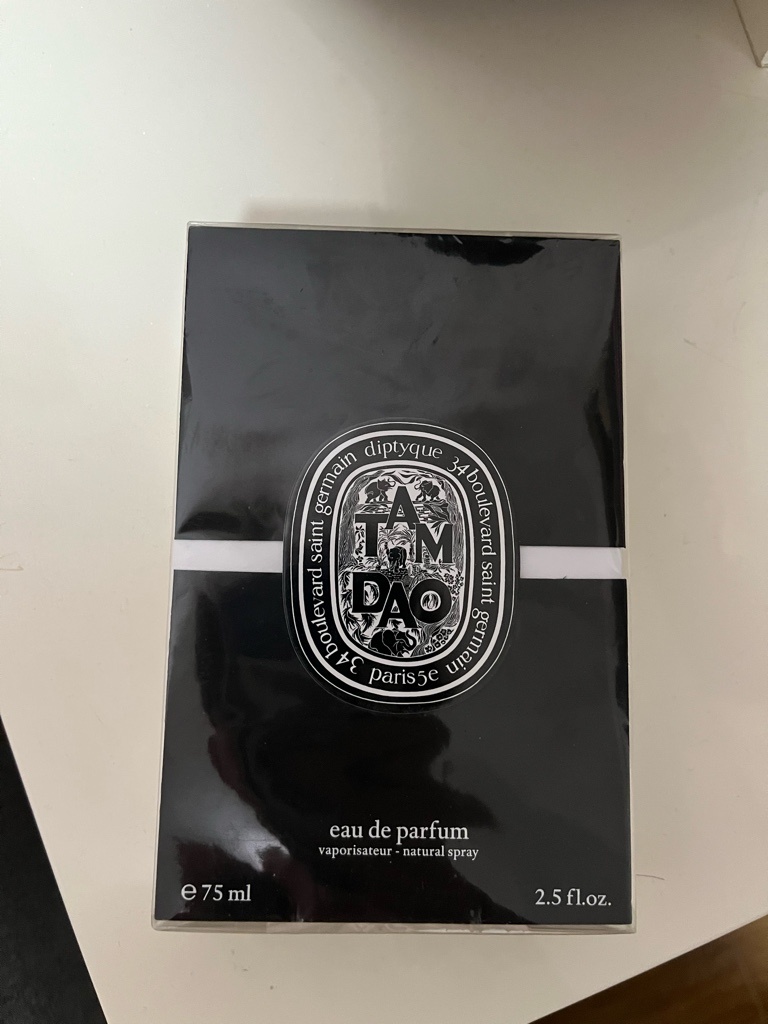 diptyque 34 boulevard saint germain paris5e 34 boulevard saint germain
TAM
DAO
eau de parfum
vaporisateur - natural spray
℮ 75 ml
2.5 fl.oz.